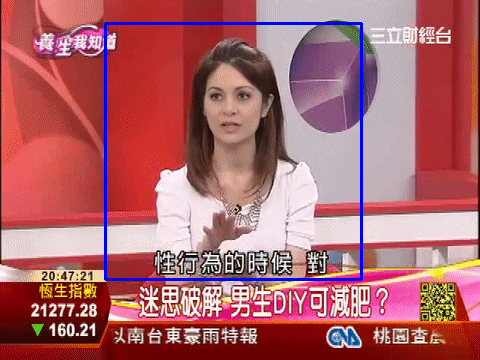 養生我知道
三立財經台
性行為的時候 對
20:47:21
恆生指數
21277.28
▼160.21
迷思破解 男生DIY可減肥？
以南台東豪雨特報
CNA 桃園查農